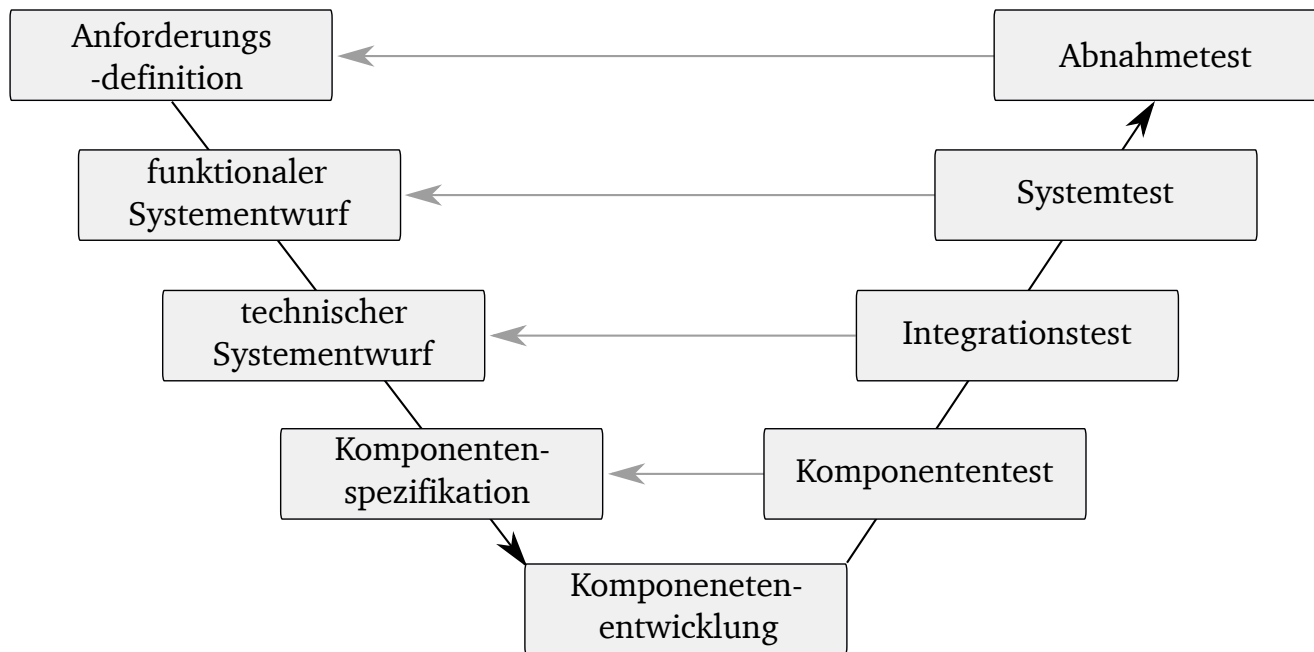 Anforderungs
-definition
Abnahmetest
funktionaler
Systementwurf
Systemtest
technischer
Systementwurf
Integrationstest
Komponenten-
spezifikation
Komponententest
Komponeneten-
entwicklung